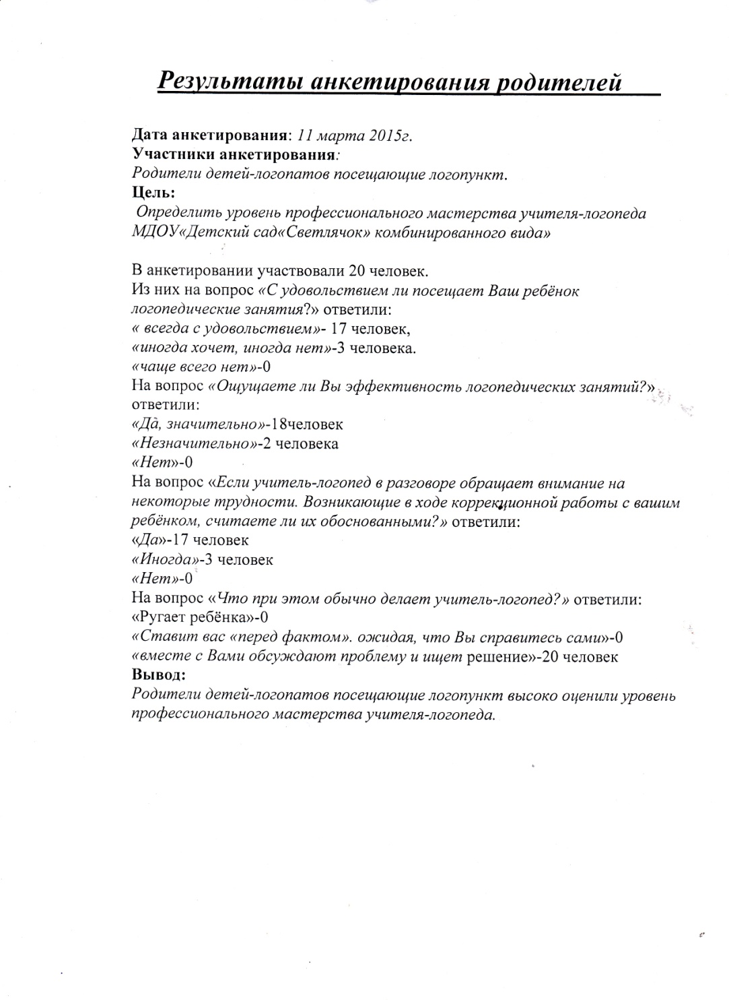 Результаты анкетирования родителей
Дата анкетирования: 11 марта 2015г.
Участники анкетирования:
Родители детей-логопатов посещающие логопункт.
Цель:
Определить уровень профессионального мастерства учителя-логопеда
МДОУ«Детский сад«Светлячок» комбинированного вида»
В анкетировании участвовали 20 человек.
Из них на вопрос «С удовольствием ли посещает Ваш ребёнок
логопедические занятия?» ответили:
« всегда с удовольствием»- 17 человек,
«иногда хочет, иногда нет»-3 человека.
«чаще всего нет»-0
На вопрос «Ощущаете ли Вы эффективность логопедических занятий?»
ответили:
«Да, значительно»-18человек
«Незначительно»-2 человека
«Нет»-0
На вопрос «Если учитель-логопед в разговоре обращает внимание на
некоторые трудности. Возникающие в ходе коррекционной работы с вашим
ребёнком, считаете ли их обоснованными?» ответили:
«Да»-17 человек
«Иногда»-3 человек
«Нет»-0
На вопрос «Что при этом обычно делает учитель-логопед?» ответили:
«Ругает ребёнка»-0
«Ставит вас «перед фактом». ожидая, что Вы справитесь сами»-0
«вместе с Вами обсуждают проблему и ищет решение»-20 человек
Вывод:
Родители детей-логопатов посещающие логопункт высоко оценили уровень
профессионального мастерства учителя-логопеда.